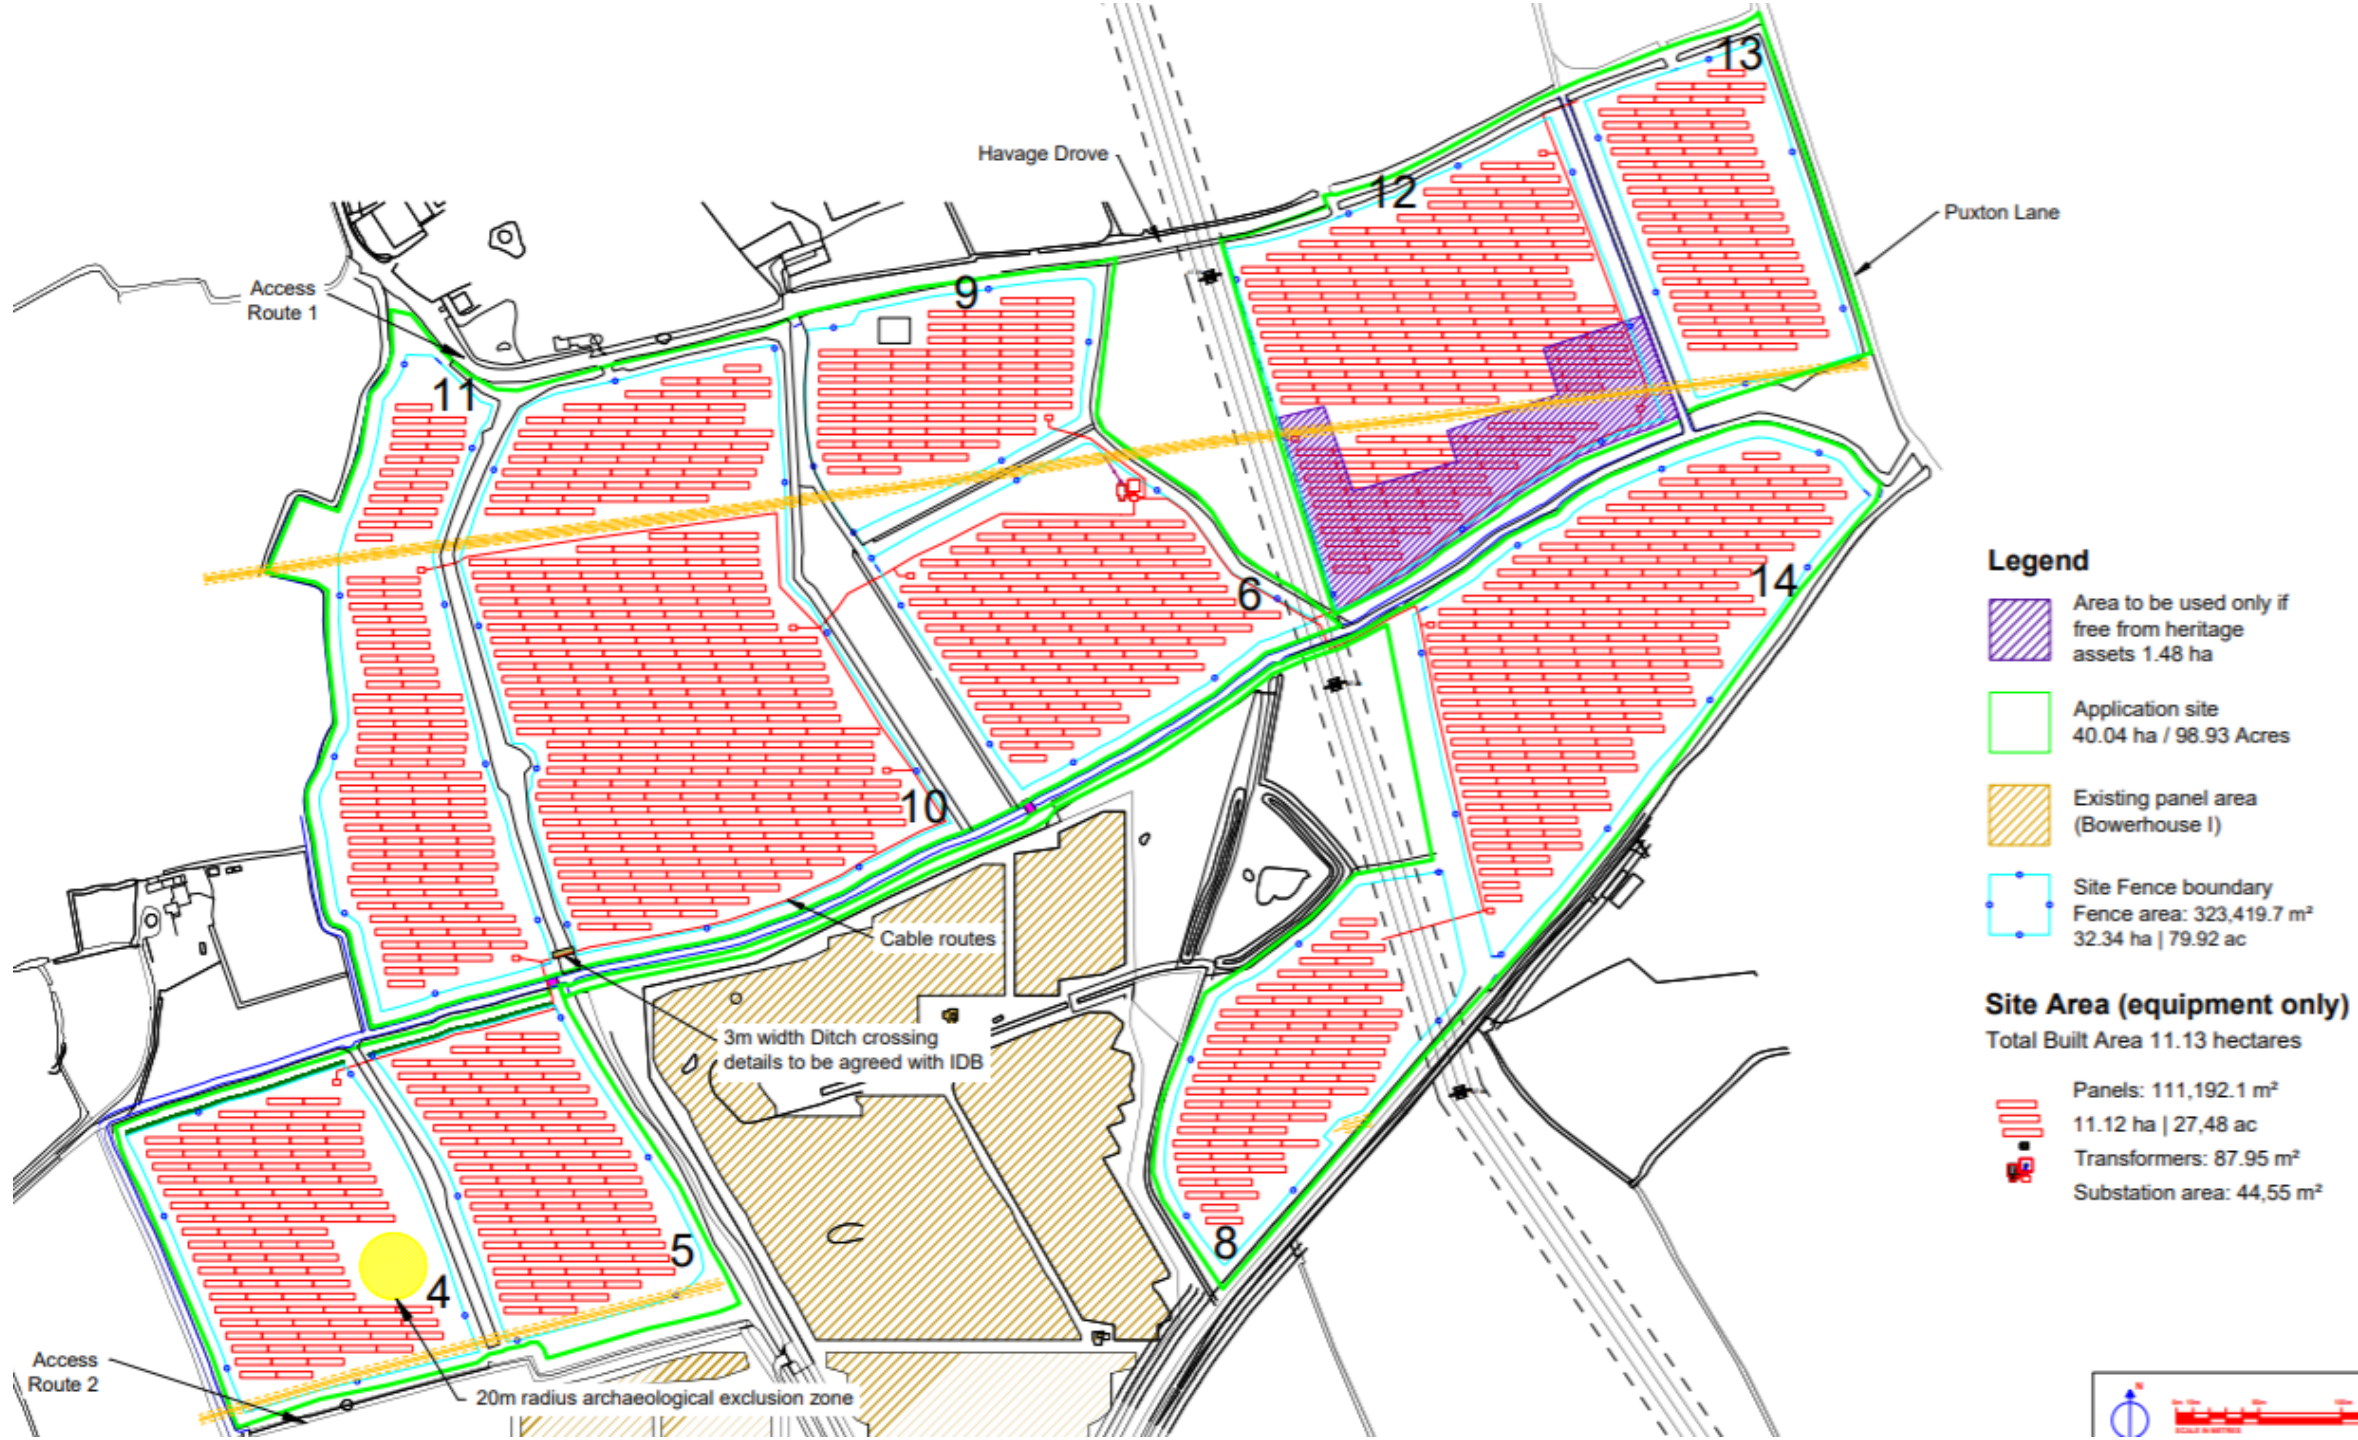 13
Havage Drove
12
Puxton Lane
Access
Route 1
9
11
6
14
10
Cable routes
3m width Ditch crossing
details to be agreed with IDB
5
8
4
Access
Route 2
20m radius archaeological exclusion zone
Legend
Area to be used only if
free from heritage
assets 1.48 ha
Application site
40.04 ha / 98.93 Acres
Existing panel area
(Bowerhouse I)
Site Fence boundary
Fence area: 323,419.7 m²
32.34 ha | 79.92 ac
Site Area (equipment only)
Total Built Area 11.13 hectares
Panels: 111,192.1 m²
11.12 ha | 27,48 ac
Transformers: 87.95 m²
Substation area: 44,55 m²
N
SCALE IN METRES